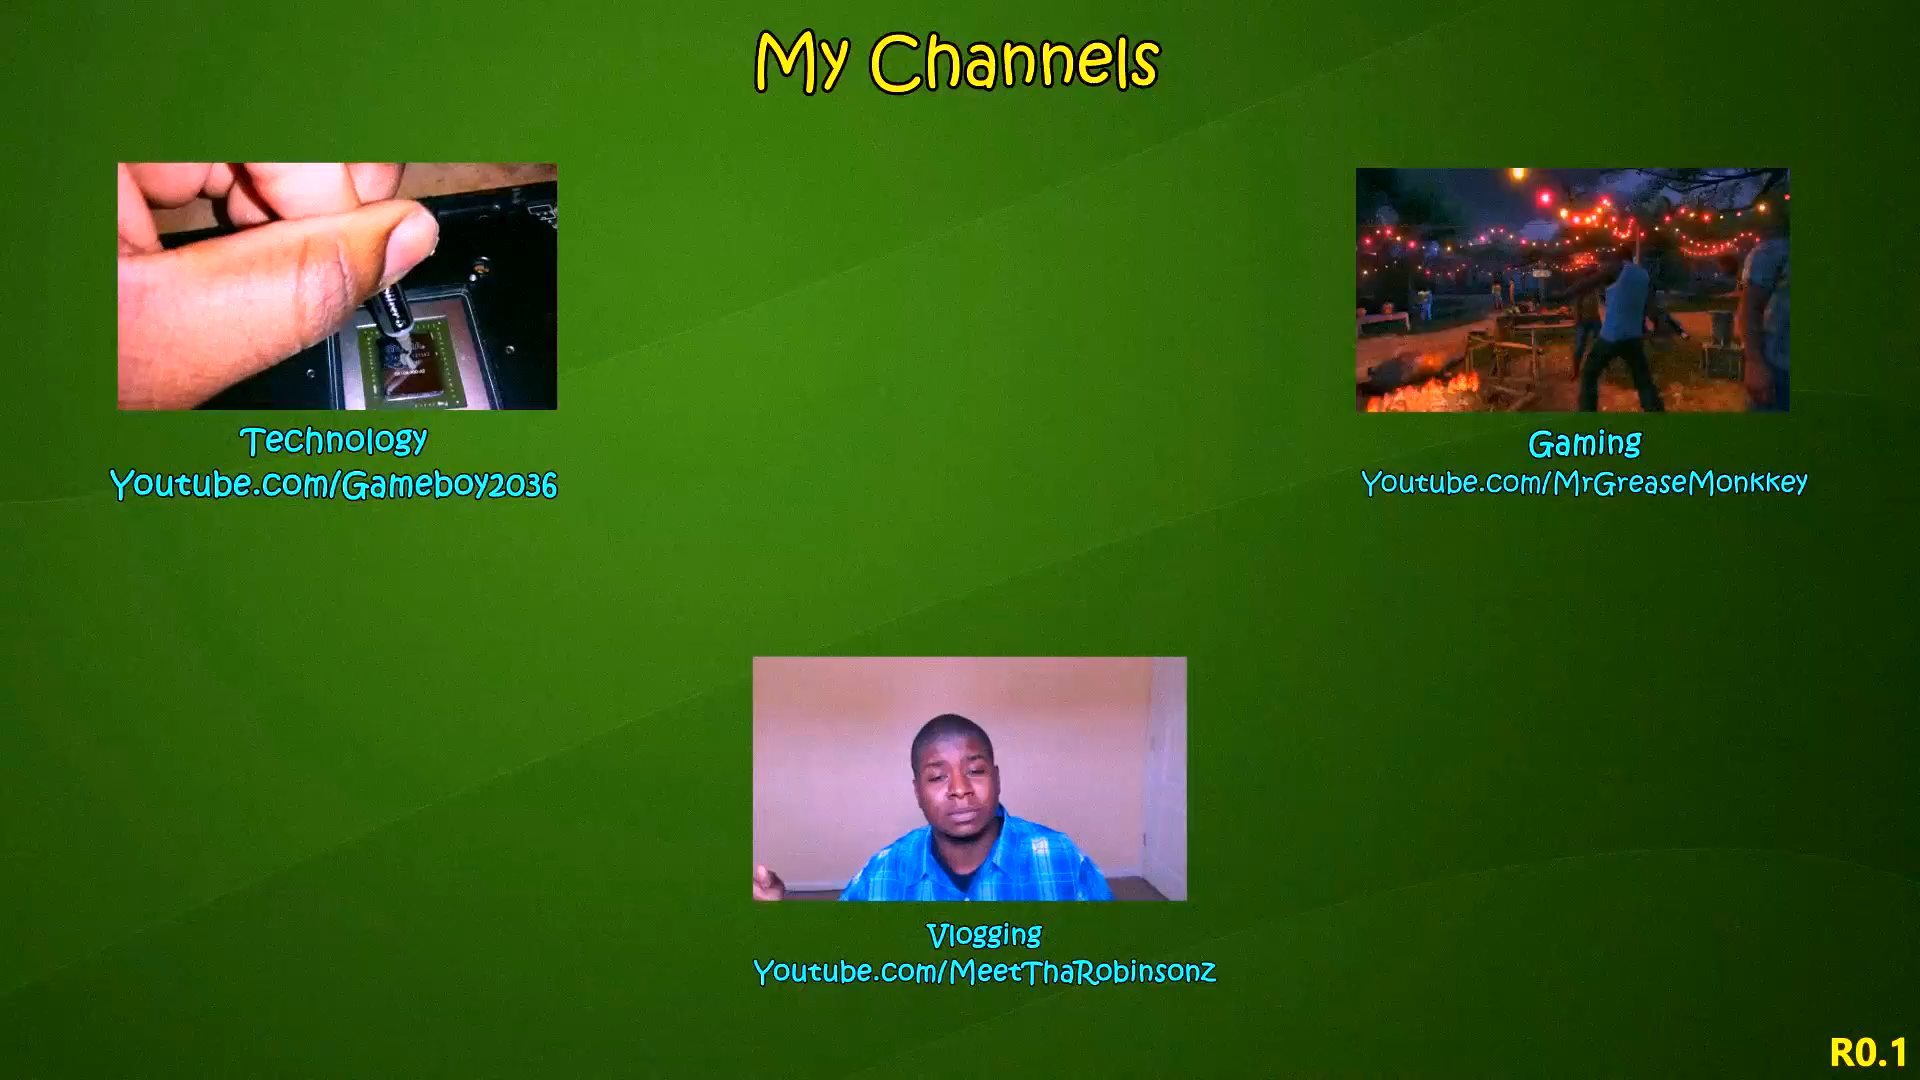 My Channels
Technology
Youtube.com/Gameboy2036
Gaming
Youtube.com/MrGreaseMonkkey
Vlogging
Youtube.com/MeetThaRobinsonz
R0.1